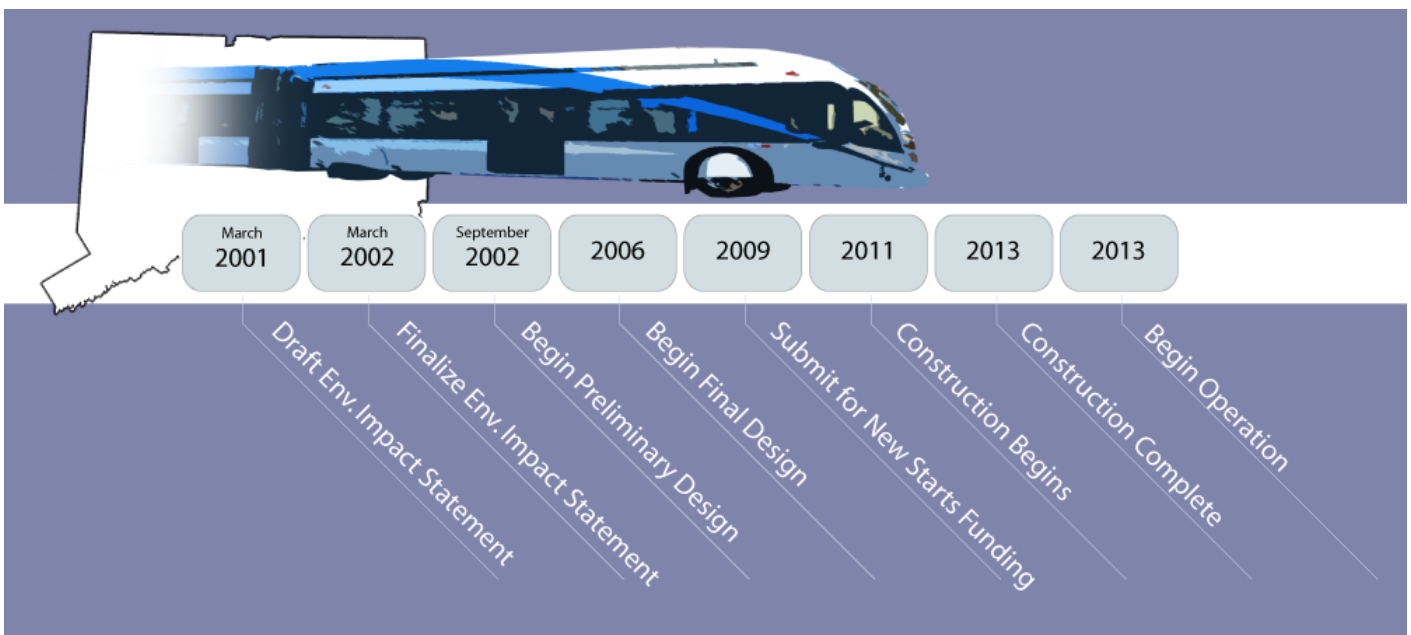 March
2001
March
2002
September
2002
2006
2009
2011
2013
2013
Draft Env. Impact Statement
Finalize Env. Impact Statement
Begin Preliminary Design
Begin Final Design
Submit for New Starts Funding
Construction Begins
Construction Complete
Begin Operation